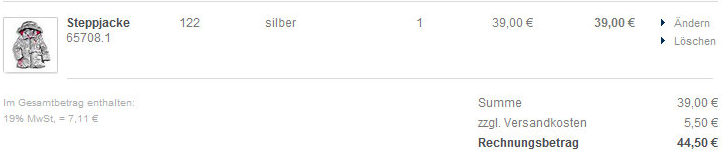 Steppjacke 122 silber 1 39,00 € 39,00 € Ändern
65708.1 Löschen
Im Gesamtbetrag enthalten:
19% MwSt, = 7,11 €
Summe 39,00 €
zzgl. Versandkosten 5,50 €
Rechnungsbetrag 44,50 €